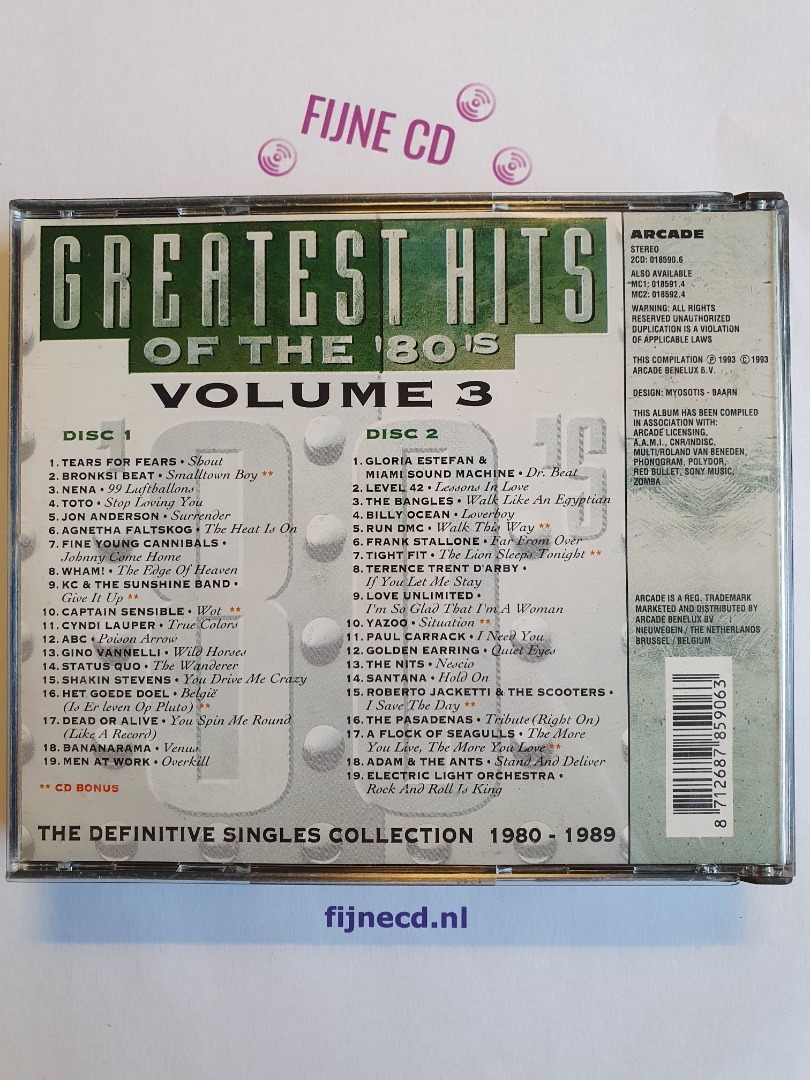 FIJNE CD
GREATEST HITS
OF THE '80'S
VOLUME 3
DISC 1
1. TEARS FOR FEARS • Shout
2. BRONKSI BEAT • Smalltown Boy **
3. NENA • 99 Luftballons
4. TOTO • Stop Loving You
5. JON ANDERSON • Surrender
6. AGNETHA FALTSKOG • The Heat Is On
7. FINE YOUNG CANNIBALS •
Johnny Come Home
8. WHAM! • The Edge Of Heaven
9. KC & THE SUNSHINE BAND •
Give It Up **
10. CAPTAIN SENSIBLE • Wot **
11. CYNDI LAUPER • True Colors
12. ABC • Poison Arrow
13. GINO VANNELLI • Wild Horses
14. STATUS QUO • The Wanderer
15. SHAKIN STEVENS • You Drive Me Crazy
16. HET GOEDE DOEL • België
(Is Er leven Op Pluto) **
17. DEAD OR ALIVE • You Spin Me Round
(Like A Record)
18. BANANARAMA • Venus
19. MEN AT WORK • Overkill
** CD BONUS
DISC 2
1. GLORIA ESTEFAN &
MIAMI SOUND MACHINE • Dr. Beat
2. LEVEL 42 • Lessons In Love
3. THE BANGLES • Walk Like An Egyptian
4. BILLY OCEAN • Loverboy
5. RUN DMC • Walk This Way **
6. FRANK STALLONE • Far From Over
7. TIGHT FIT • The Lion Sleeps Tonight **
8. TERENCE TRENT D'ARBY •
If You Let Me Stay
9. LOVE UNLIMITED •
I'm So Glad That I'm A Woman
10. YAZOO • Situation **
11. PAUL CARRACK • I Need You
12. GOLDEN EARRING • Quiet Eyes
13. THE NITS • Nescio
14. SANTANA • Hold On
15. ROBERTO JACKETTI & THE SCOOTERS •
I Save The Day **
16. THE PASADENAS • Tribute (Right On)
17. A FLOCK OF SEAGULLS • The More
You Live, The More You Love **
18. ADAM & THE ANTS • Stand And Deliver
19. ELECTRIC LIGHT ORCHESTRA •
Rock And Roll Is King
THE DEFINITIVE SINGLES COLLECTION 1980 - 1989
ARCADE
STEREO
2CD: 018590.6
ALSO AVAILABLE
MC1: 018591.4
MC2: 018592.4
WARNING: ALL RIGHTS
RESERVED UNAUTHORIZED
DUPLICATION IS A VIOLATION
OF APPLICABLE LAWS
THIS COMPILATION Ⓟ 1993 © 1993
ARCADE BENELUX B.V.
DESIGN: MYOSOTIS - BAARN
THIS ALBUM HAS BEEN COMPILED
IN ASSOCIATION WITH:
ARCADE LICENSING,
A.A.M.I., CNR/INDISC,
MULTI/ROLAND VAN BENEDEN,
PHONOGRAM, POLYDOR,
RED BULLET, SONY MUSIC,
ZOMBA
ARCADE IS A REG. TRADEMARK
MARKETED AND DISTRIBUTED BY
ARCADE BENELUX BV
NIEUWEGEIN / THE NETHERLANDS
BRUSSEL / BELGIUM
8 712687 859063
fijnecd.nl